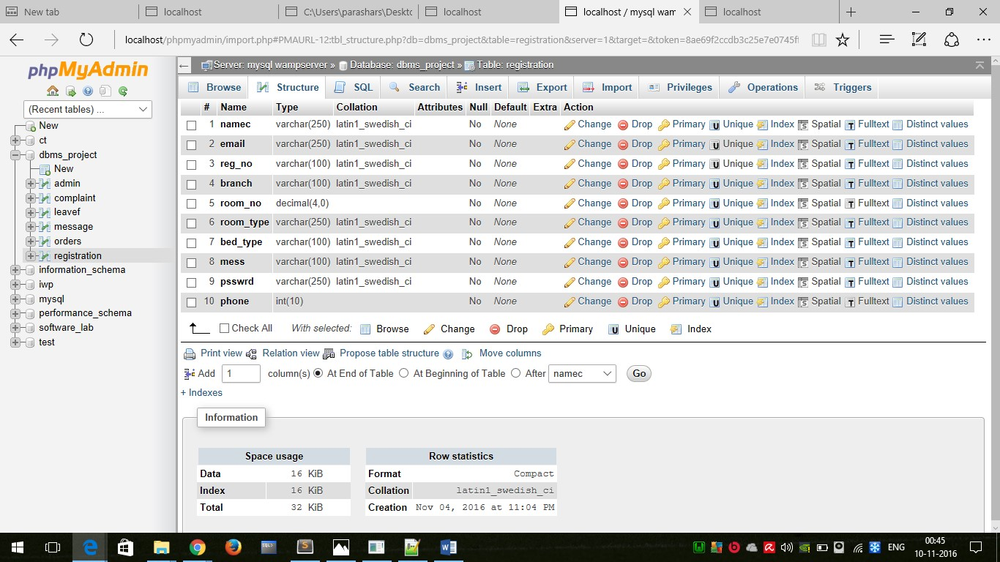 New tab
localhost
C:\Users\parashars\Deskto
localhost
localhost / mysql wam
localhost
localhost/phpmyadmin/import.php#PMAURL-12:tbl_structure.php?db=dbms_project&table=registration&server=1&target=&token=8ae69f2ccdb3c25e7e0745f
phpMyAdmin
(Recent tables) ...
New
ct
dbms_project
New
admin
complaint
leavef
message
orders
registration
information_schema
iwp
mysql
performance_schema
software_lab
test
Server: mysql wampserver » Database: dbms_project » Table: registration
Browse Structure SQL Search Insert Export Import Privileges Operations Triggers
# Name Type Collation Attributes Null Default Extra Action
1 namec varchar(250) latin1_swedish_ci No None Change Drop Primary Unique Index Spatial Fulltext Distinct values
2 email varchar(250) latin1_swedish_ci No None Change Drop Primary Unique Index Spatial Fulltext Distinct values
3 reg_no varchar(100) latin1_swedish_ci No None Change Drop Primary Unique Index Spatial Fulltext Distinct values
4 branch varchar(100) latin1_swedish_ci No None Change Drop Primary Unique Index Spatial Fulltext Distinct values
5 room_no decimal(4,0) No None Change Drop Primary Unique Index Spatial Fulltext Distinct values
6 room_type varchar(250) latin1_swedish_ci No None Change Drop Primary Unique Index Spatial Fulltext Distinct values
7 bed_type varchar(100) latin1_swedish_ci No None Change Drop Primary Unique Index Spatial Fulltext Distinct values
8 mess varchar(100) latin1_swedish_ci No None Change Drop Primary Unique Index Spatial Fulltext Distinct values
9 psswrd varchar(250) latin1_swedish_ci No None Change Drop Primary Unique Index Spatial Fulltext Distinct values
10 phone int(10) No None Change Drop Primary Unique Index Spatial Fulltext Distinct values
Check All With selected: Browse Change Drop Primary Unique Index
Print view Relation view Propose table structure Move columns
Add 1 column(s) At End of Table At Beginning of Table After namec Go
+ Indexes
Information
Space usage
Data 16 KiB
Index 16 KiB
Total 32 KiB
Row statistics
Format Compact
Collation latin1_swedish_ci
Creation Nov 04, 2016 at 11:04 PM
ENG
00:45
10-11-2016